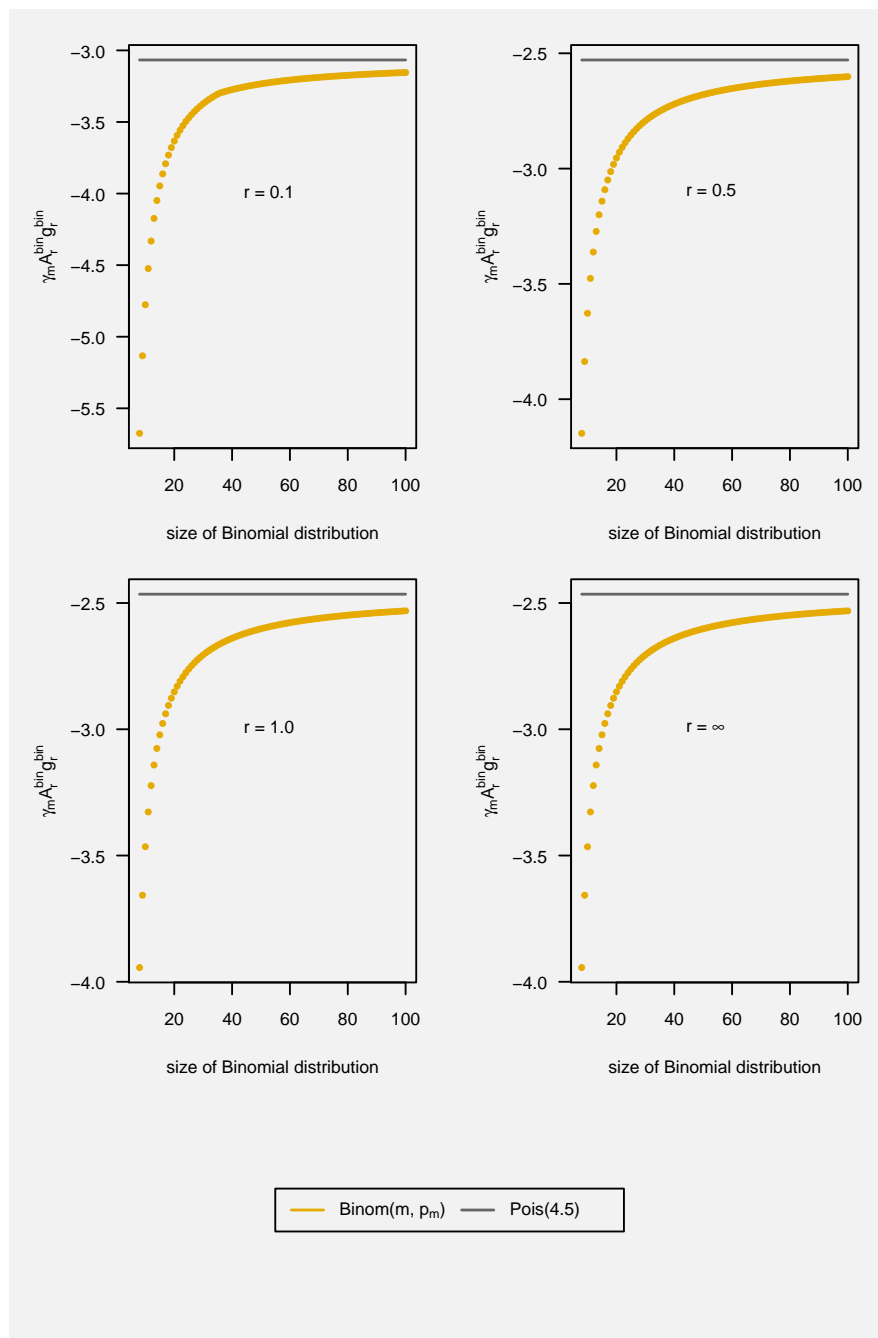 −3.0
−3.5
−4.0
−4.5
−5.0
−5.5
γₘAᵣᵇⁱⁿgᵣᵇⁱⁿ
r = 0.1
20 40 60 80 100
size of Binomial distribution
−2.5
−3.0
−3.5
−4.0
γₘAᵣᵇⁱⁿgᵣᵇⁱⁿ
r = 0.5
20 40 60 80 100
size of Binomial distribution
−2.5
−3.0
−3.5
−4.0
γₘAᵣᵇⁱⁿgᵣᵇⁱⁿ
r = 1.0
20 40 60 80 100
size of Binomial distribution
−2.5
−3.0
−3.5
−4.0
γₘAᵣᵇⁱⁿgᵣᵇⁱⁿ
r = ∞
20 40 60 80 100
size of Binomial distribution
Binom(m, pₘ) Pois(4.5)